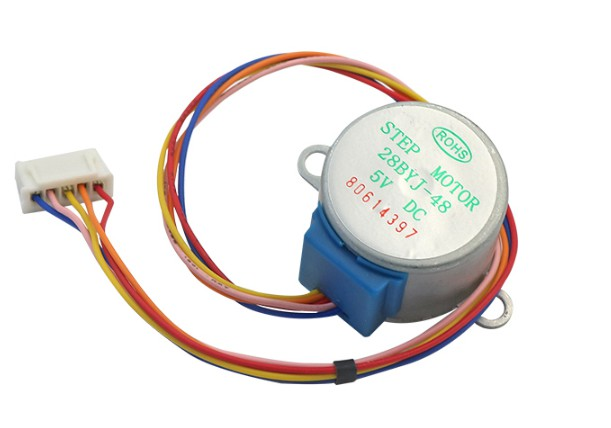 ROHS
STEP MOTOR
28BYJ-48
5V DC
80614397